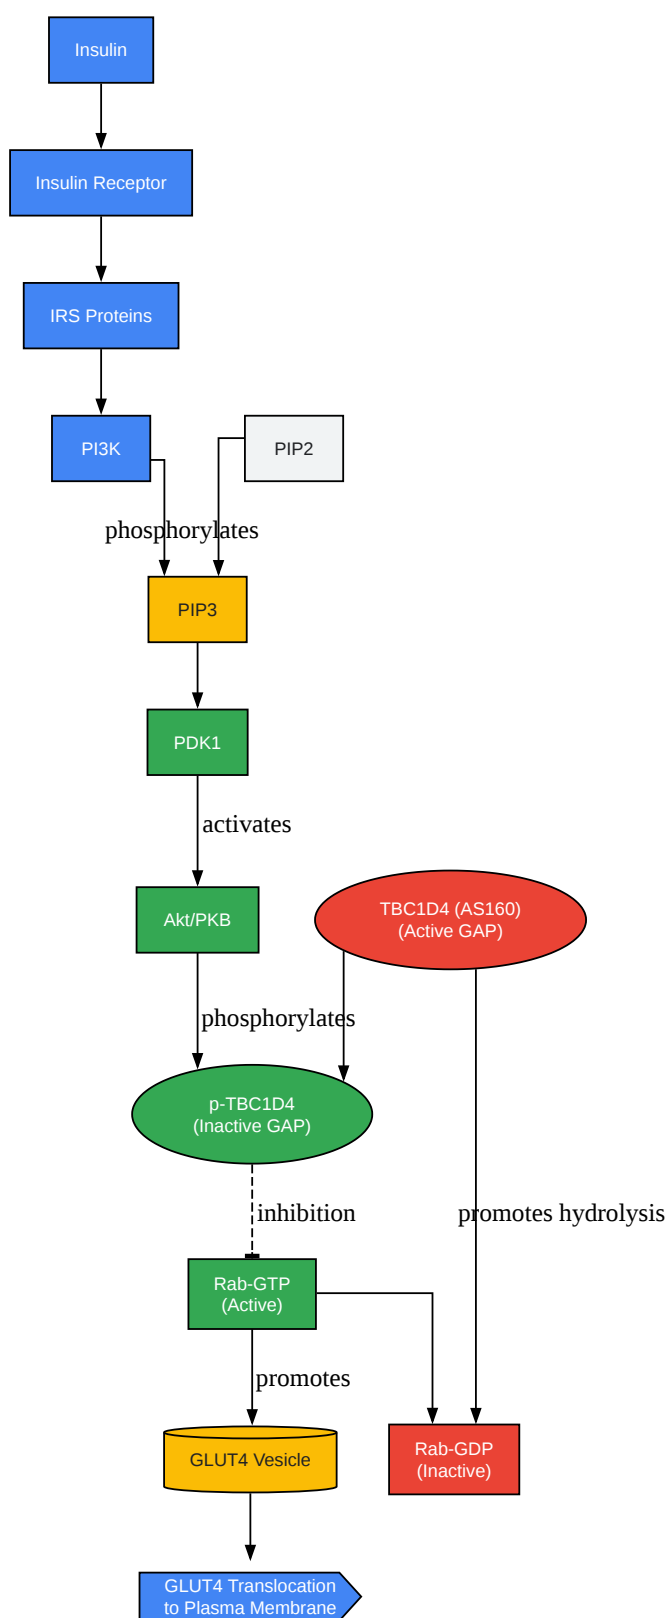 Insulin
Insulin Receptor
IRS Proteins
PI3K
PIP2
phosphorylates
PIP3
PDK1
activates
Akt/PKB
TBC1D4 (AS160)
(Active GAP)
phosphorylates
p-TBC1D4
(Inactive GAP)
inhibition
promotes hydrolysis
Rab-GTP
(Active)
promotes
GLUT4 Vesicle
Rab-GDP
(Inactive)
GLUT4 Translocation
to Plasma Membrane